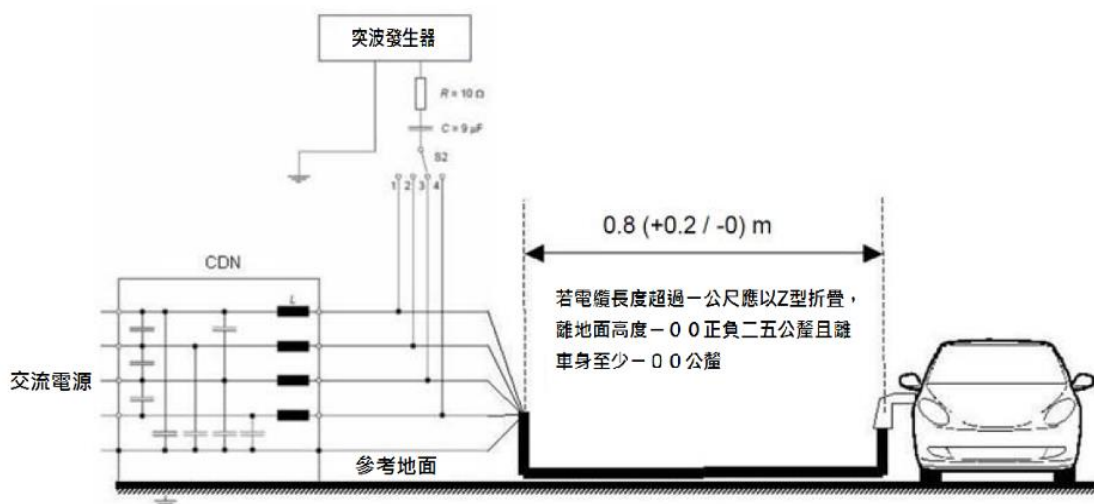 突波發生器
R = 10 Ω
C = 9 μF
S2
1 2 3 4
0.8 (+0.2 / -0) m
CDN
L
若電纜長度超過一公尺應以Z型折疊，
離地面高度一００正負二五公釐且離
車身至少一００公釐
交流電源
參考地面